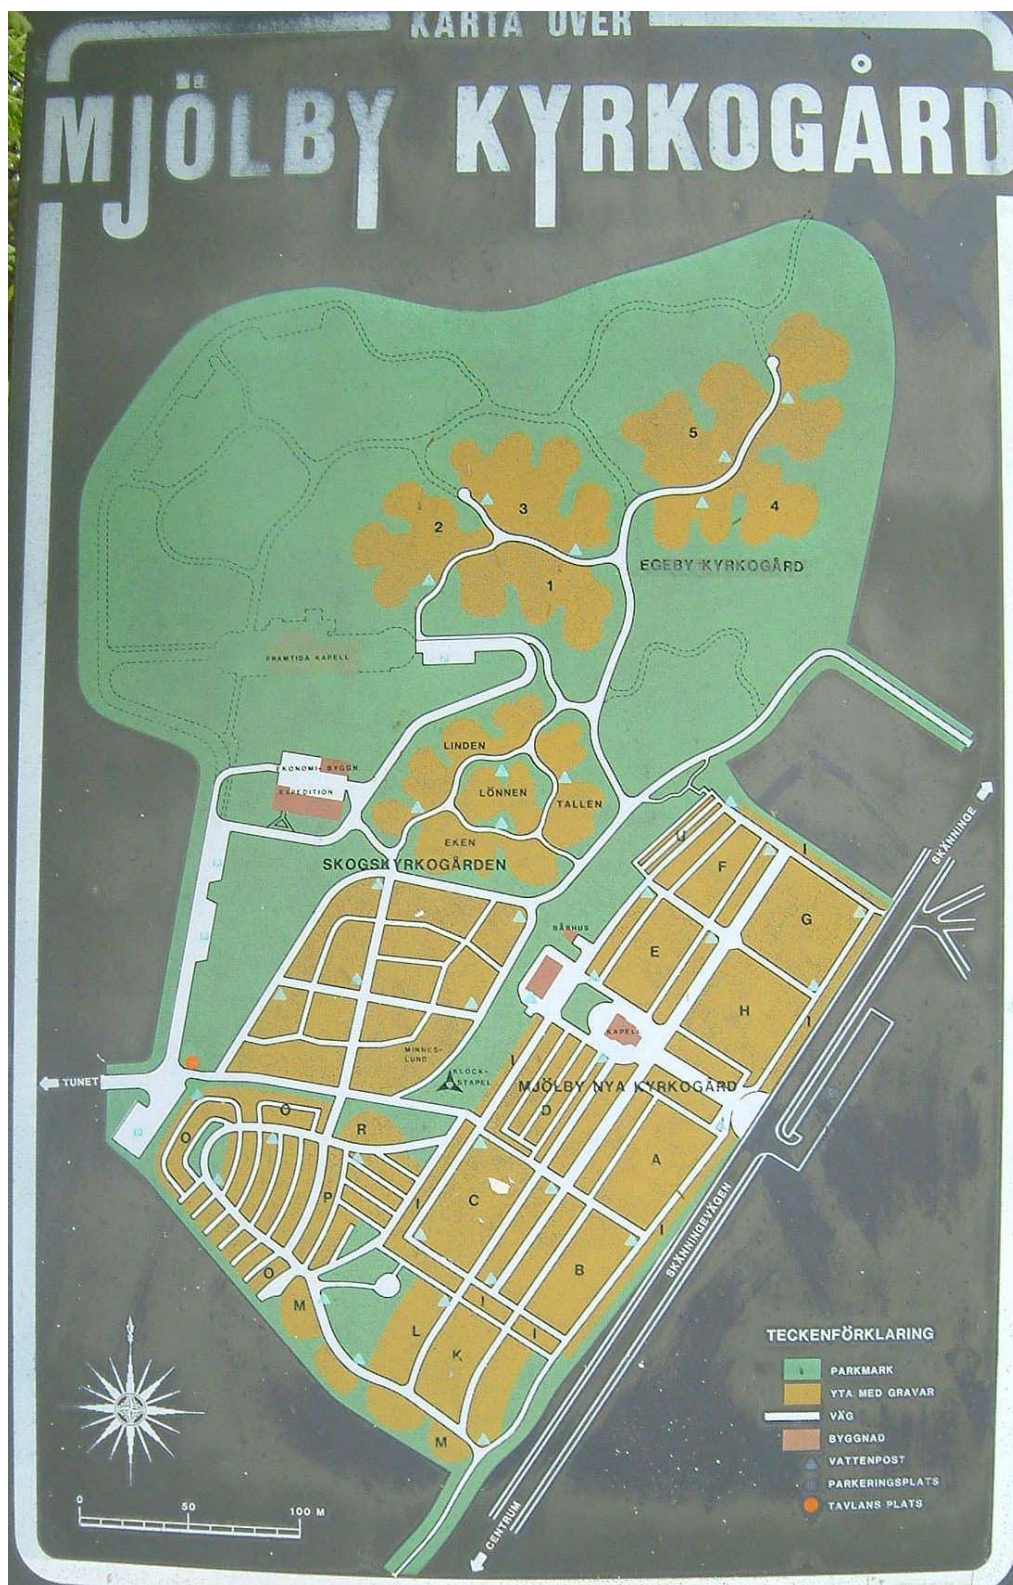 KARTA ÖVER
MJÖLBY KYRKOGÅRD
5
3
4
2
EGEBY KYRKOGÅRD
1
FRAMTIDA KAPELL
LINDEN
EKONOMI-BYGGN.
EXPEDITION
LÖNNEN
TALLEN
EKEN
SKOGSKYRKOGÅRDEN
SKÄNNINGE
U
I
F
G
BÅRHUS
E
H
I
KAPELL
MINNES-
LUND
I
KLOCK-
STAPEL
TUNET
MJÖLBY NYA KYRKOGÅRD
O
D
R
O
A
P
C
I
I
SKÄNNINGEVÄGEN
O
B
M
I
L
I
K
M
CENTRUM
TECKENFÖRKLARING
PARKMARK
YTA MED GRAVAR
VÄG
BYGGNAD
VATTENPOST
PARKERINGSPLATS
TAVLANS PLATS
0 50 100 M